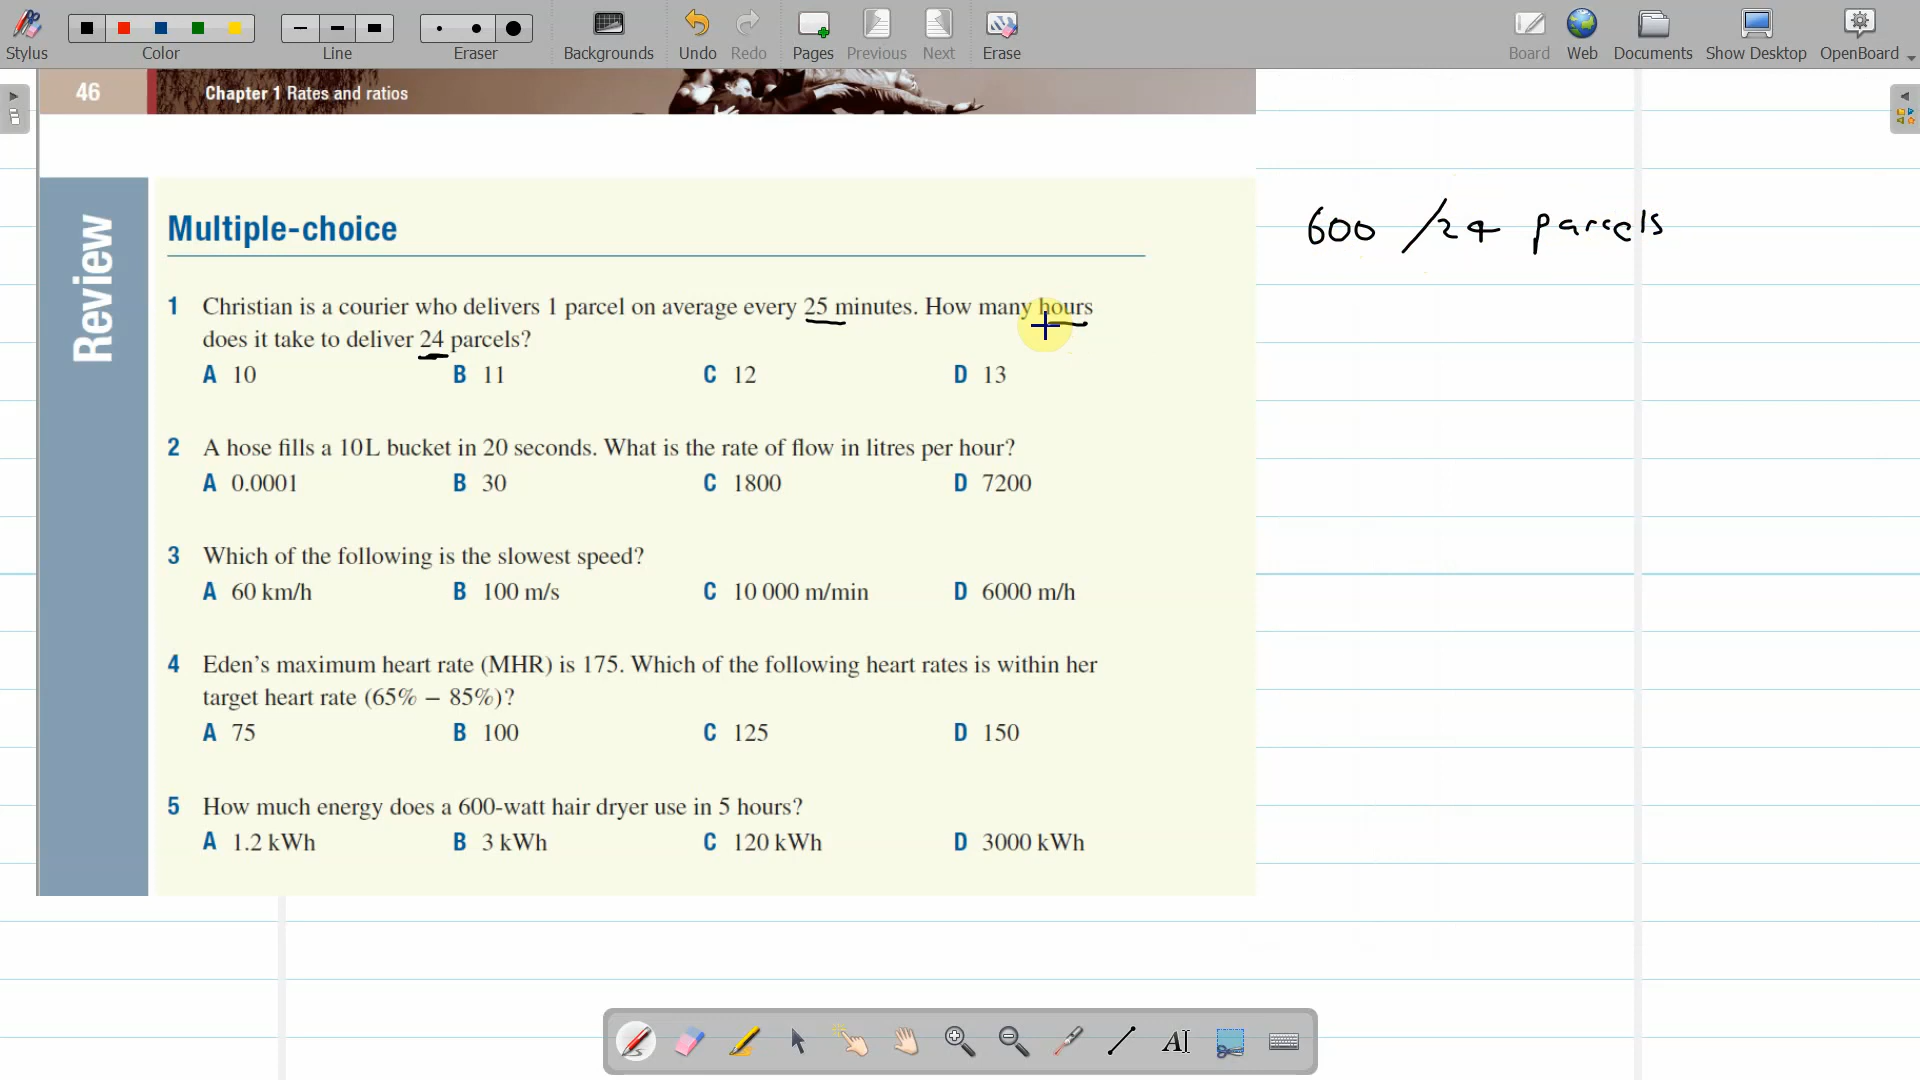 Stylus Color Line Eraser Backgrounds Undo Redo Pages Previous Next Erase Board Web Documents Show Desktop OpenBoard
46 Chapter 1 Rates and ratios
Review
Multiple-choice
600 /24 parcels
1 Christian is a courier who delivers 1 parcel on average every 25 minutes. How many hours
does it take to deliver 24 parcels?
A 10 B 11 C 12 D 13
2 A hose fills a 10L bucket in 20 seconds. What is the rate of flow in litres per hour?
A 0.0001 B 30 C 1800 D 7200
3 Which of the following is the slowest speed?
A 60 km/h B 100 m/s C 10 000 m/min D 6000 m/h
4 Eden's maximum heart rate (MHR) is 175. Which of the following heart rates is within her
target heart rate (65% – 85%)?
A 75 B 100 C 125 D 150
5 How much energy does a 600-watt hair dryer use in 5 hours?
A 1.2 kWh B 3 kWh C 120 kWh D 3000 kWh
AI